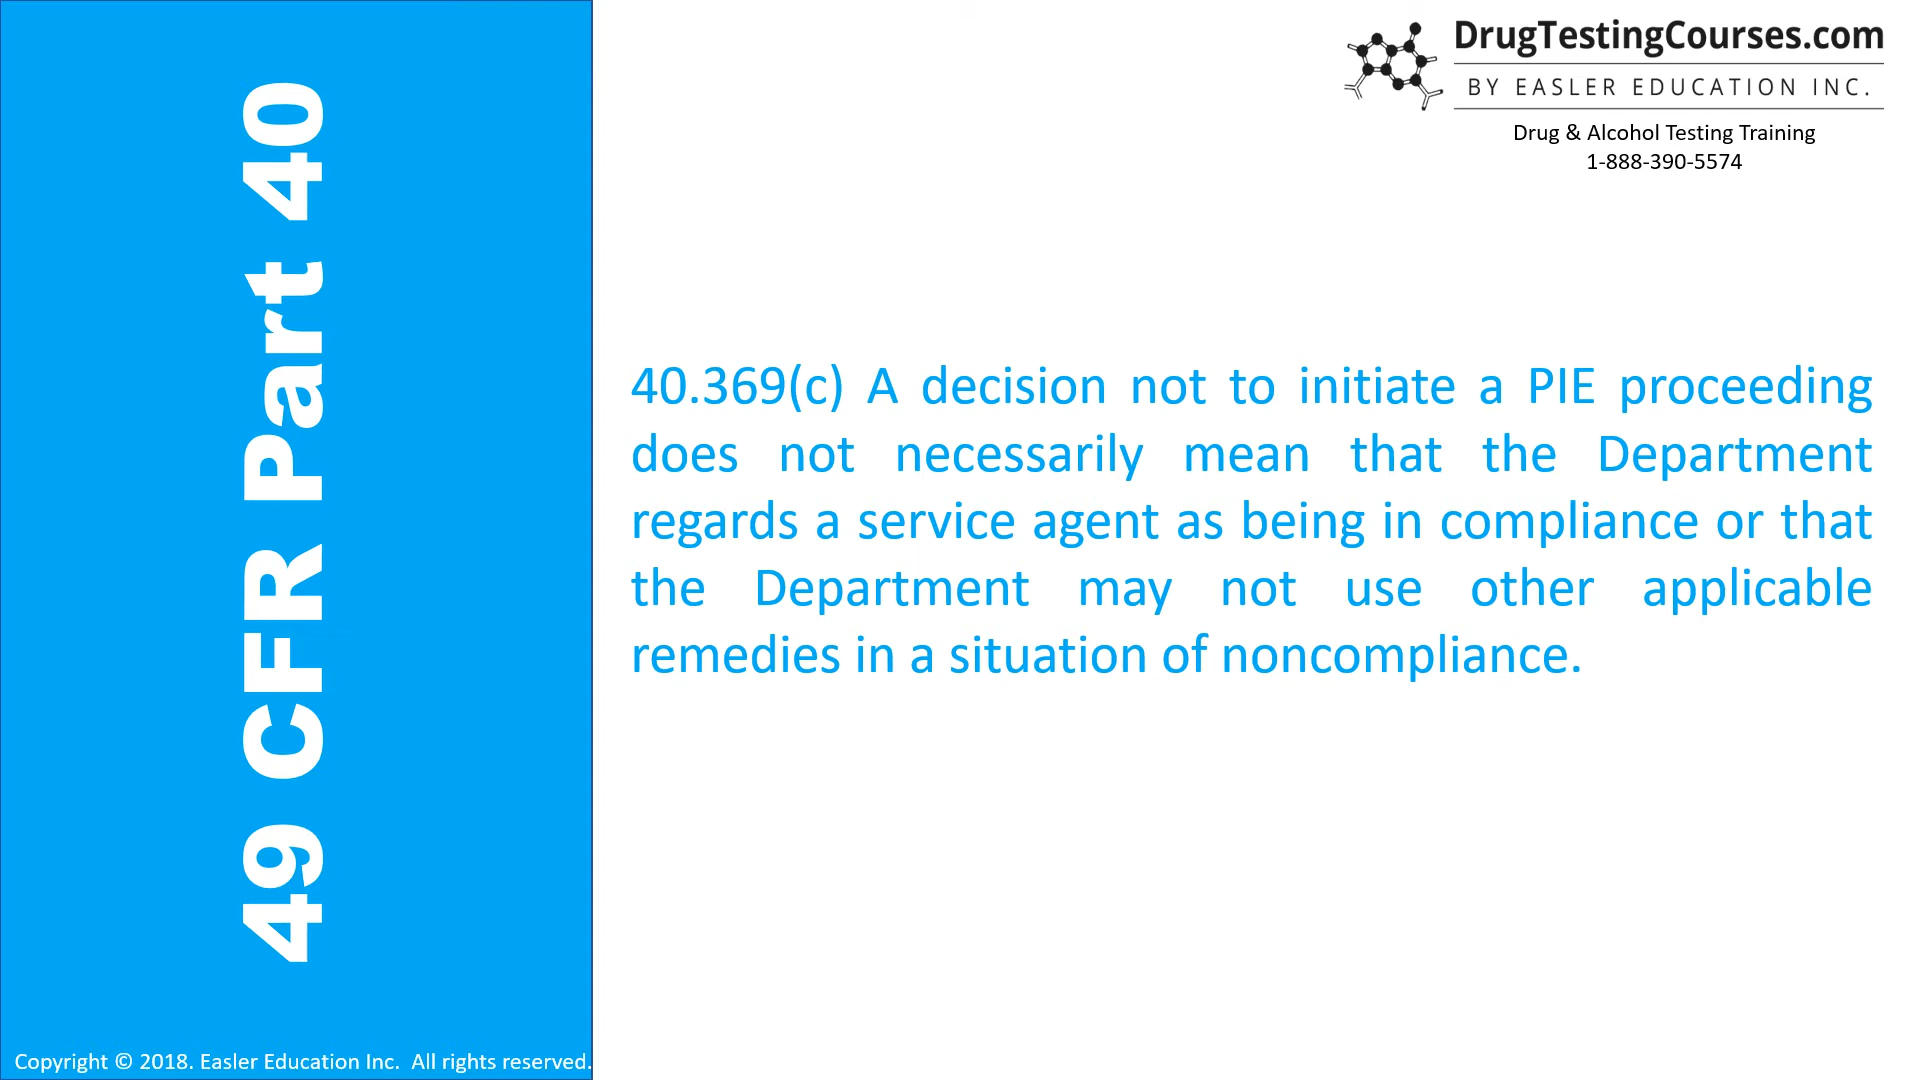 49 CFR Part 40
DrugTestingCourses.com
BY EASLER EDUCATION INC.
Drug & Alcohol Testing Training
1-888-390-5574
40.369(c) A decision not to initiate a PIE proceeding
does not necessarily mean that the Department
regards a service agent as being in compliance or that
the Department may not use other applicable
remedies in a situation of noncompliance.
Copyright © 2018. Easler Education Inc. All rights reserved.